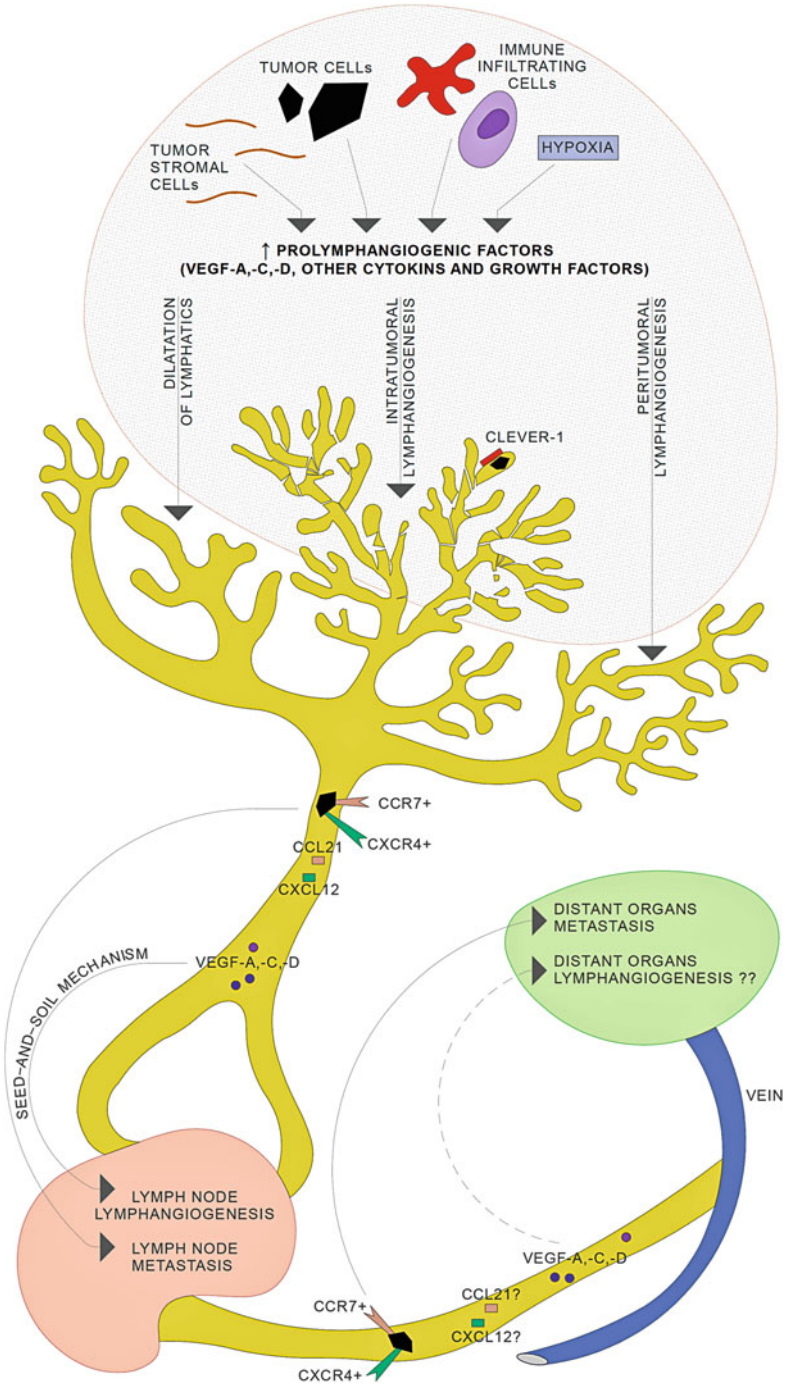 TUMOR CELLs
IMMUNE
INFILTRATING
CELLs
TUMOR
STROMAL
CELLs
HYPOXIA
↑ PROLYMPHANGIOGENIC FACTORS
(VEGF-A,-C,-D, OTHER CYTOKINS AND GROWTH FACTORS)
DILATATION
OF LYMPHATICS
INTRATUMORAL
LYMPHANGIOGENESIS
PERITUMORAL
LYMPHANGIOGENESIS
CLEVER-1
CCR7+
CXCR4+
CCL21
CXCL12
VEGF-A,-C,-D
SEED-AND-SOIL MECHANISM
LYMPH NODE
LYMPHANGIOGENESIS
LYMPH NODE
METASTASIS
DISTANT ORGANS
METASTASIS
DISTANT ORGANS
LYMPHANGIOGENESIS ??
VEIN
VEGF-A,-C,-D
CCL21?
CXCL12?
CCR7+
CXCR4+